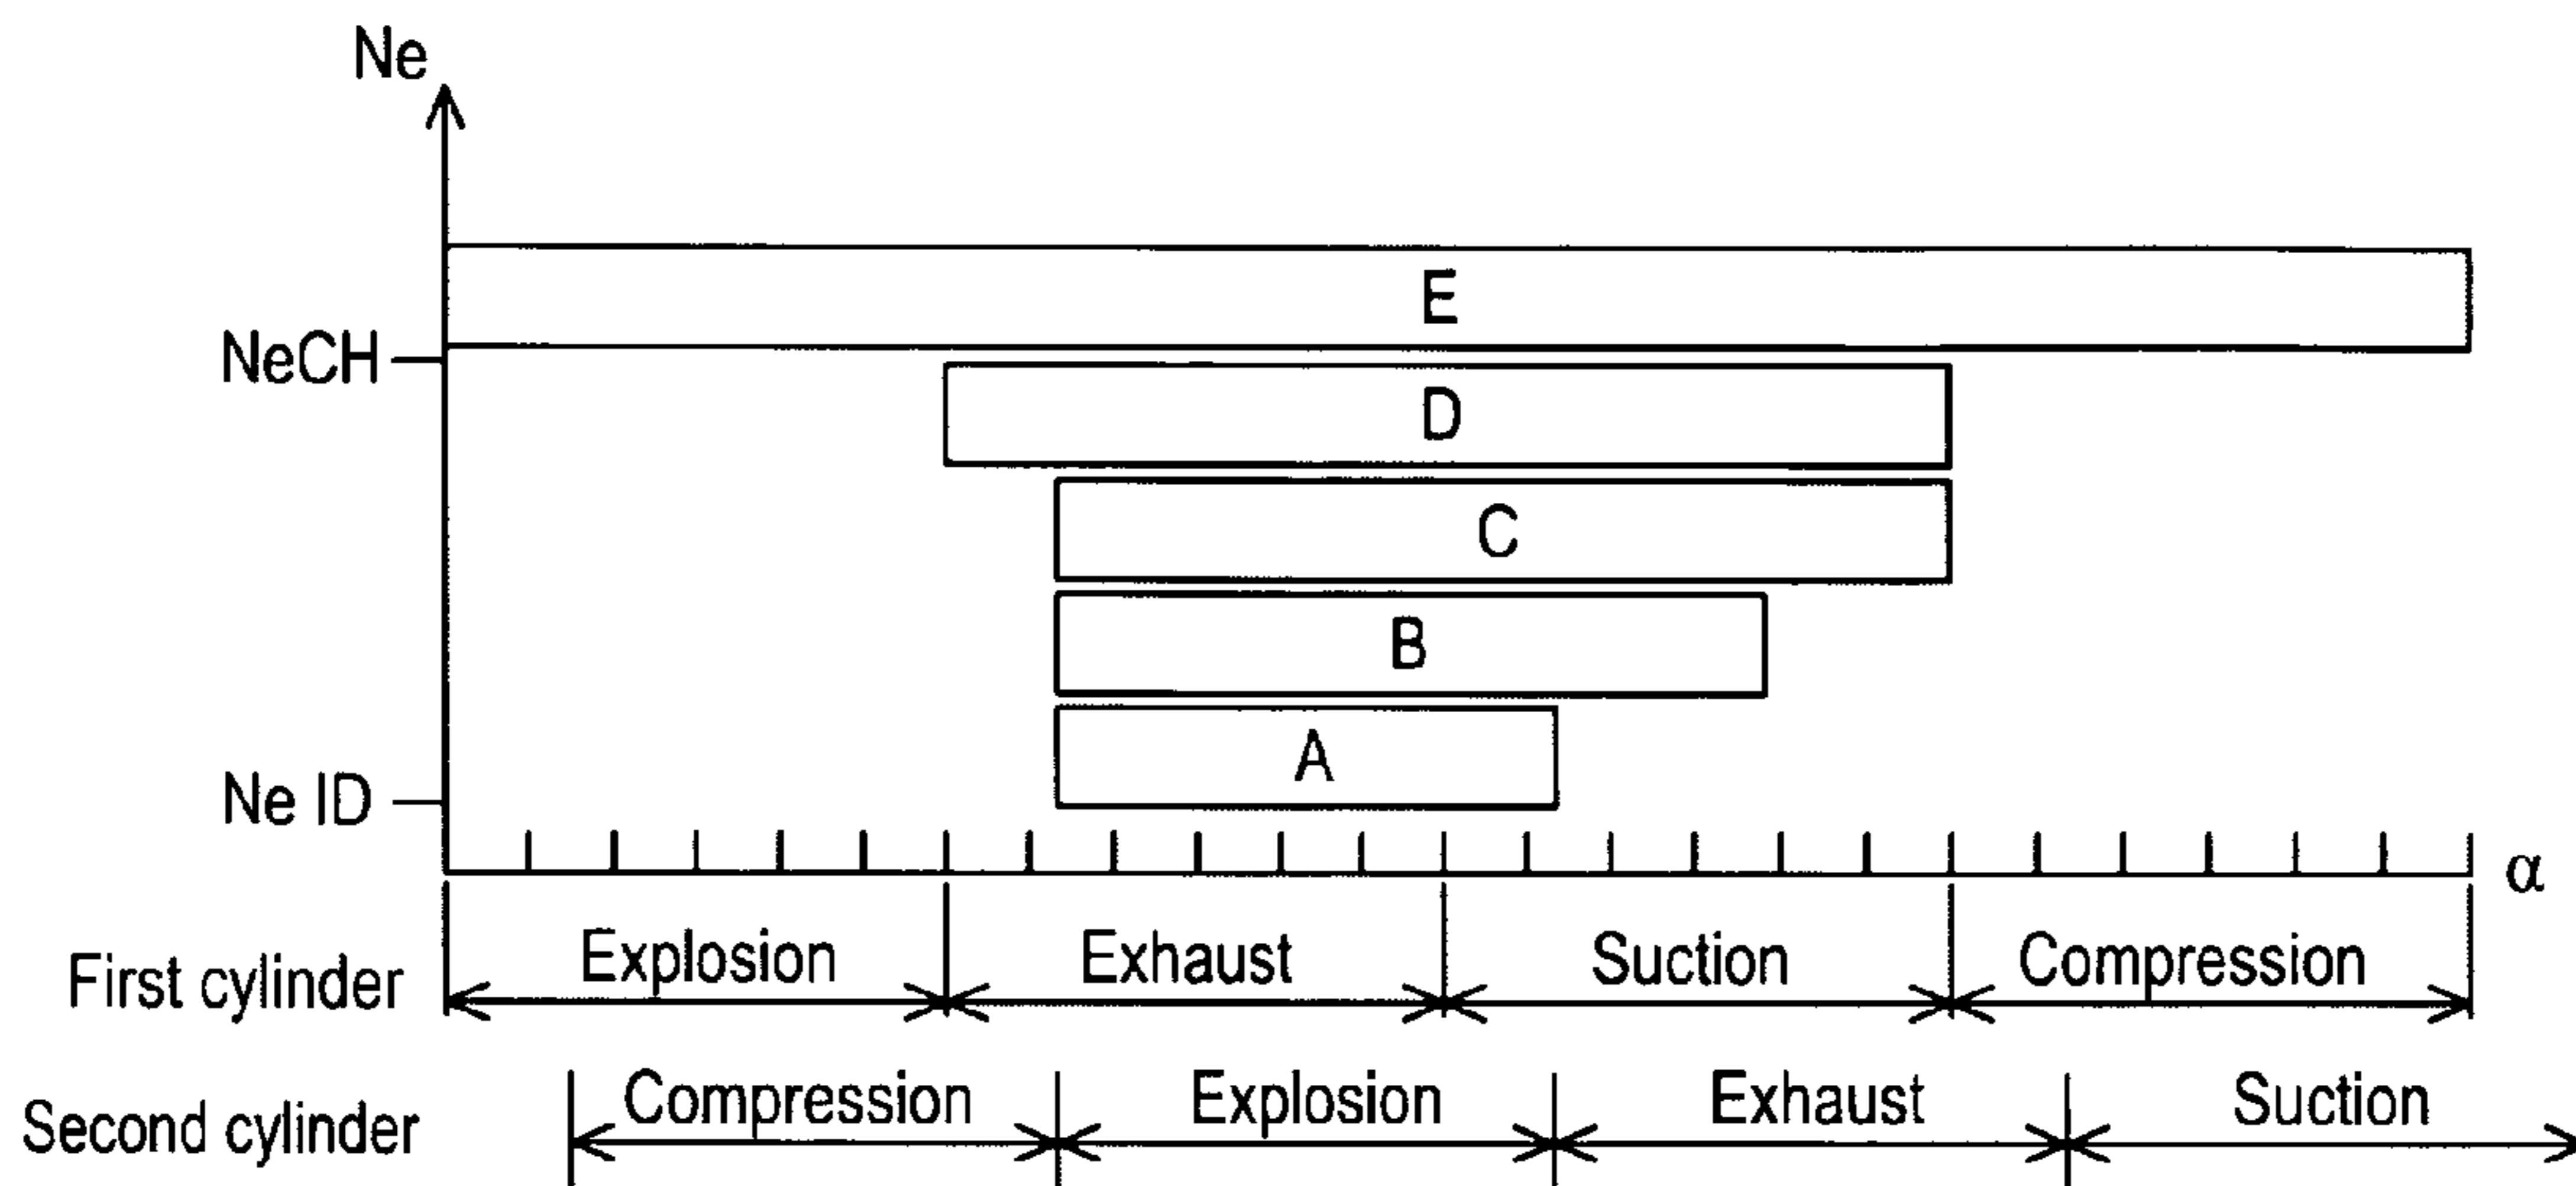 Ne
E
NeCH
D
C
B
A
Ne ID
α
First cylinder Explosion Exhaust Suction Compression
Second cylinder Compression Explosion Exhaust Suction